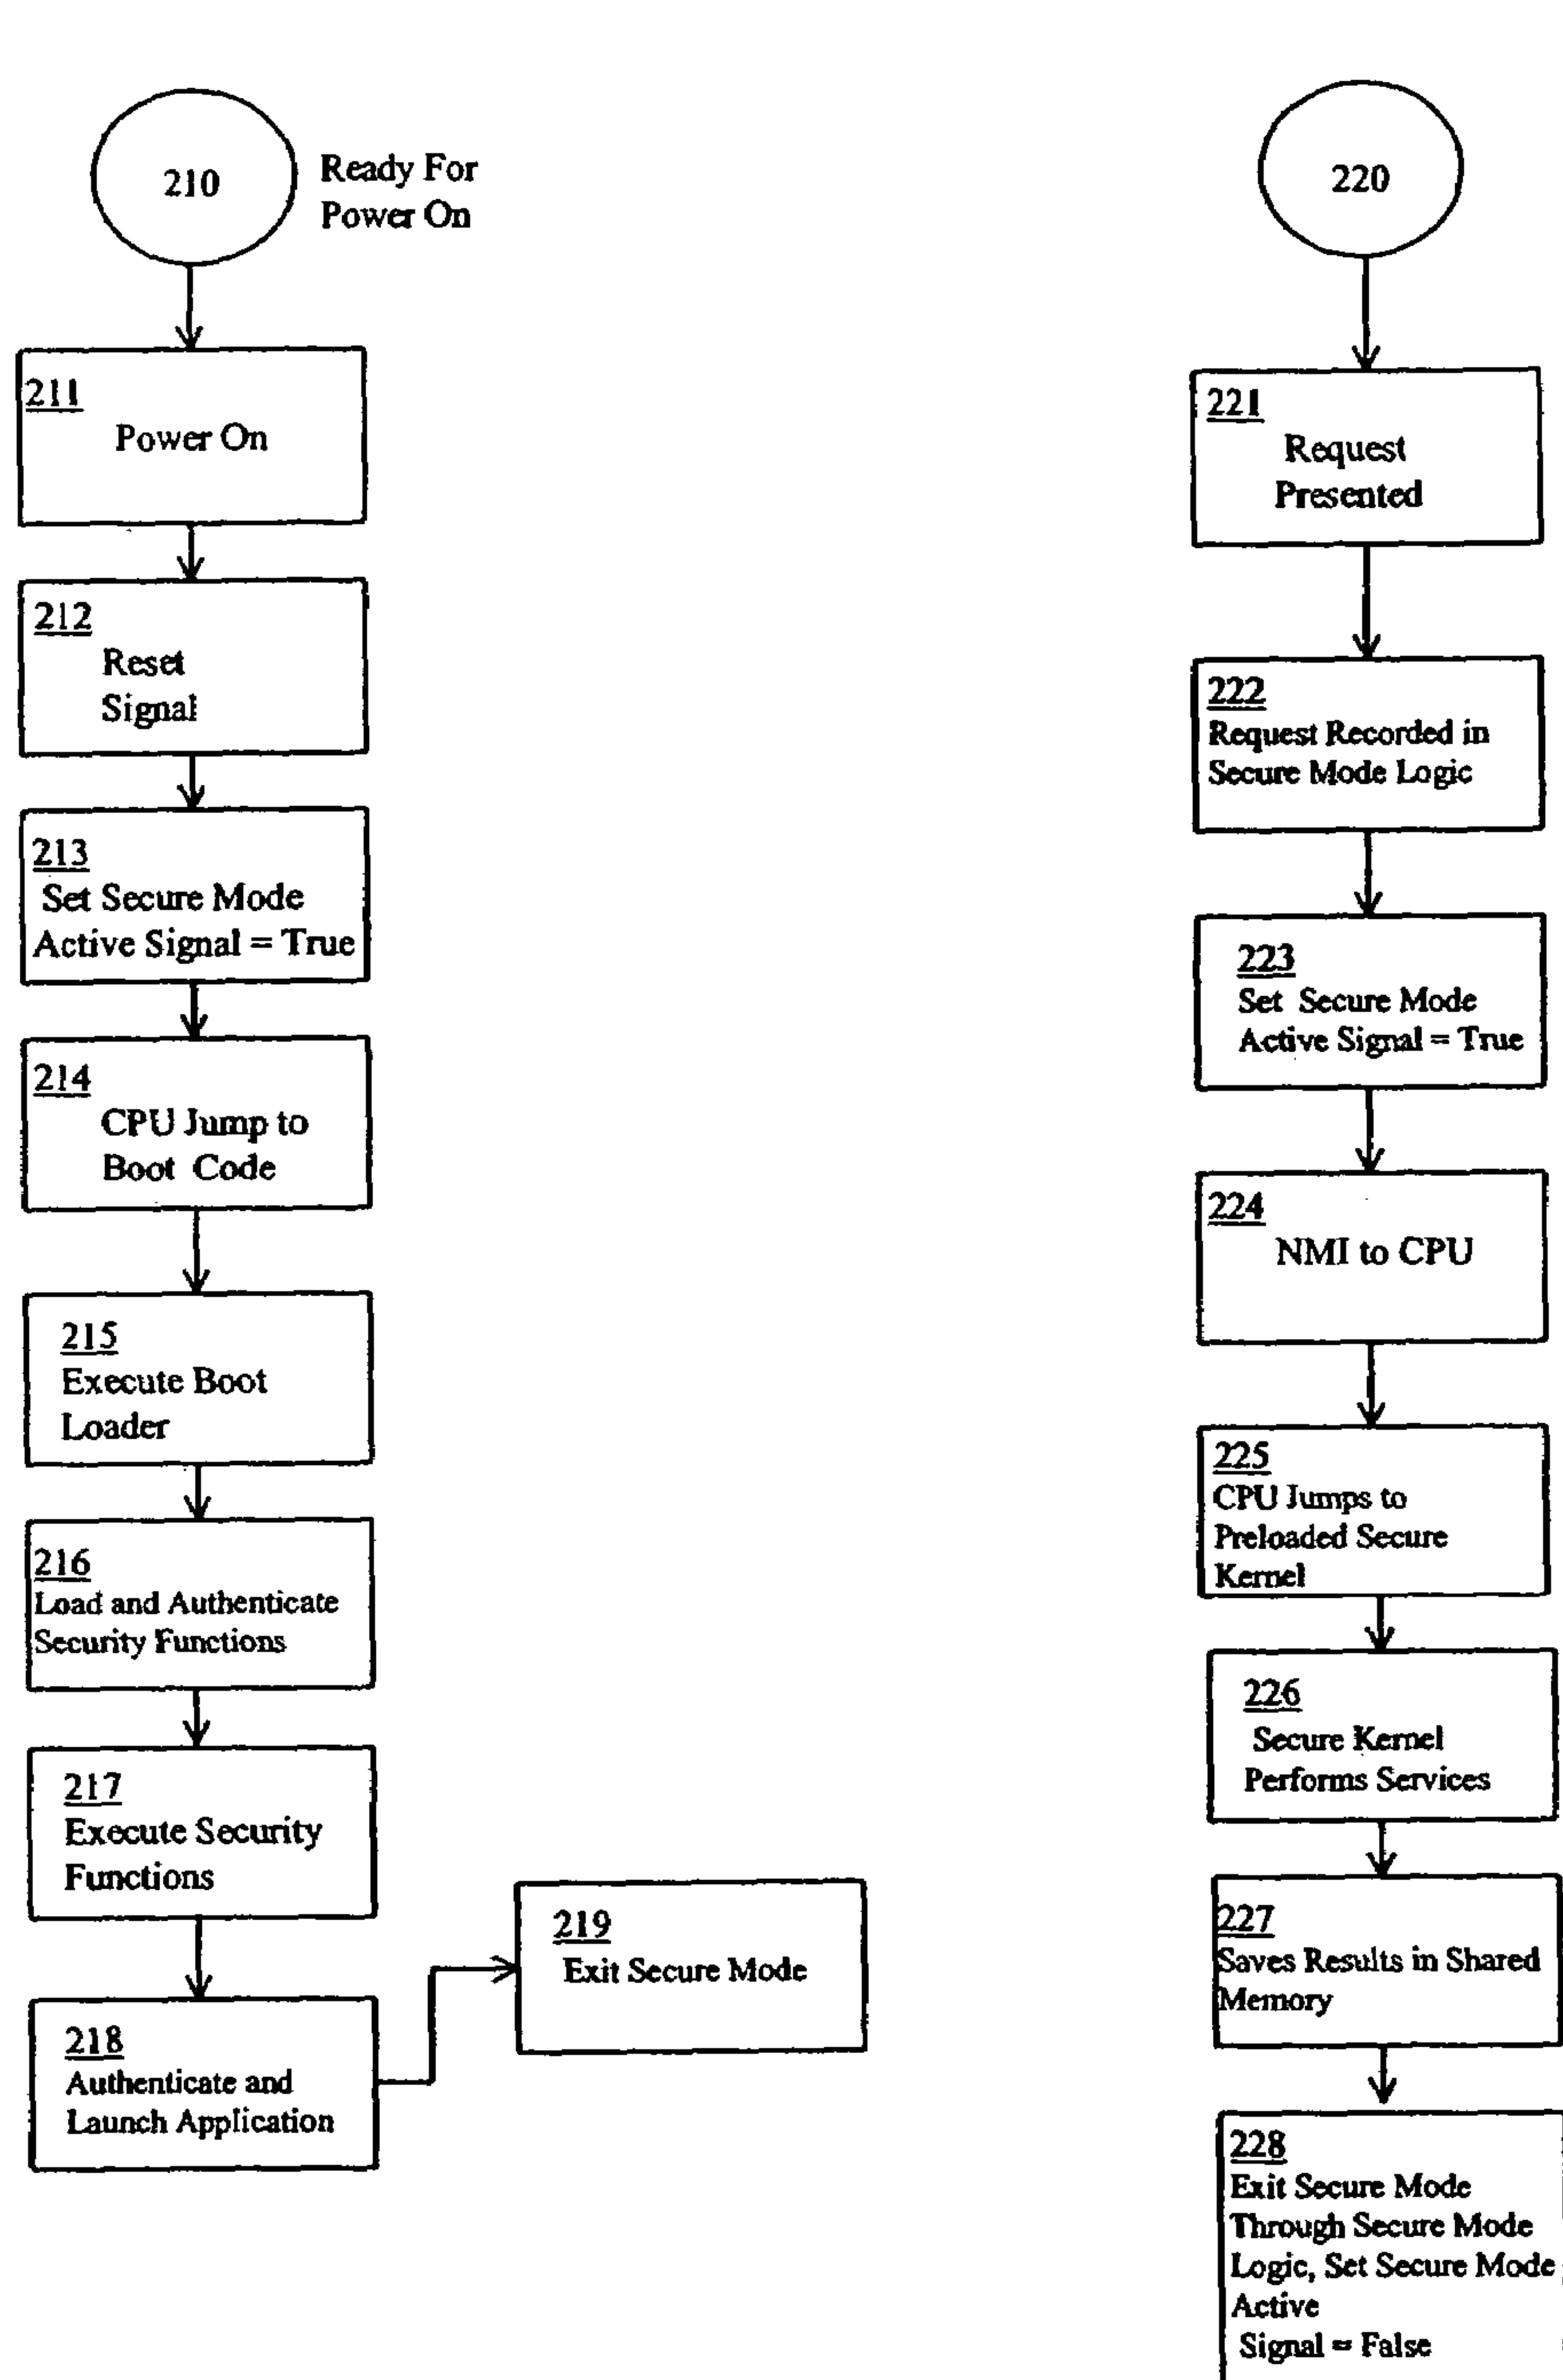 210
Ready For
Power On
211
Power On
212
Reset
Signal
213
Set Secure Mode
Active Signal = True
214
CPU Jump to
Boot Code
215
Execute Boot
Loader
216
Load and Authenticate
Security Functions
217
Execute Security
Functions
218
Authenticate and
Launch Application
219
Exit Secure Mode
220
221
Request
Presented
222
Request Recorded in
Secure Mode Logic
223
Set Secure Mode
Active Signal = True
224
NMI to CPU
225
CPU Jumps to
Preloaded Secure
Kernel
226
Secure Kernel
Performs Services
227
Saves Results in Shared
Memory
228
Exit Secure Mode
Through Secure Mode
Logic, Set Secure Mode
Active
Signal = False